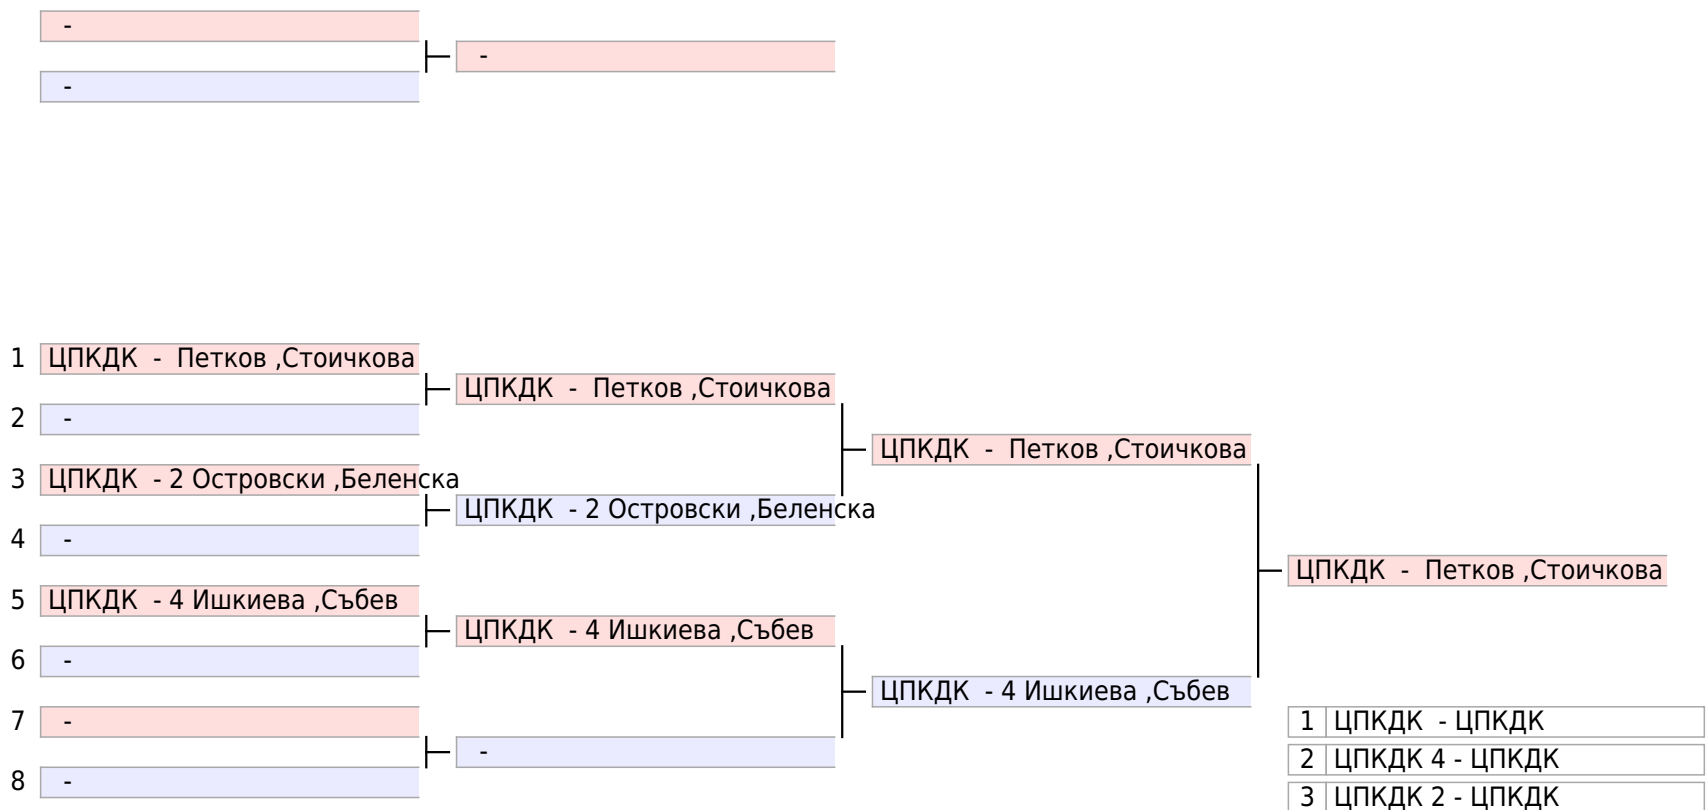 -
-
-
1 ЦПКДК - Петков ,Стоичкова
ЦПКДК - Петков ,Стоичкова
2 -
ЦПКДК - Петков ,Стоичкова
3 ЦПКДК - 2 Островски ,Беленска
ЦПКДК - 2 Островски ,Беленска
4 -
ЦПКДК - Петков ,Стоичкова
5 ЦПКДК - 4 Ишкиева ,Събев
ЦПКДК - 4 Ишкиева ,Събев
6 -
ЦПКДК - 4 Ишкиева ,Събев
7 -
-
8 -
1 ЦПКДК - ЦПКДК
2 ЦПКДК 4 - ЦПКДК
3 ЦПКДК 2 - ЦПКДК